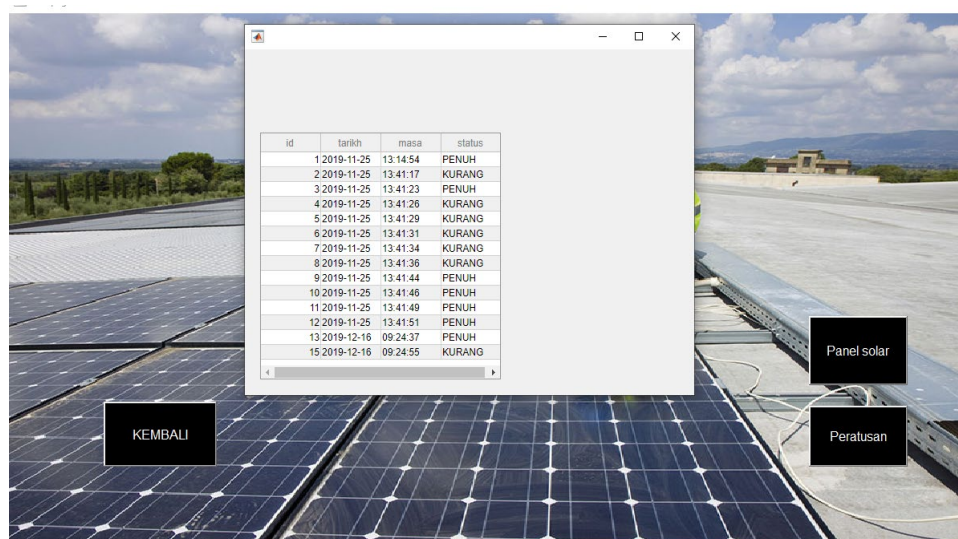 id tarikh masa status
1 2019-11-25 13:14:54 PENUH
2 2019-11-25 13:41:17 KURANG
3 2019-11-25 13:41:23 PENUH
4 2019-11-25 13:41:26 KURANG
5 2019-11-25 13:41:29 KURANG
6 2019-11-25 13:41:31 KURANG
7 2019-11-25 13:41:34 KURANG
8 2019-11-25 13:41:36 KURANG
9 2019-11-25 13:41:44 PENUH
10 2019-11-25 13:41:46 PENUH
11 2019-11-25 13:41:49 PENUH
12 2019-11-25 13:41:51 PENUH
13 2019-12-16 09:24:37 PENUH
15 2019-12-16 09:24:55 KURANG
Panel solar
KEMBALI
Peratusan